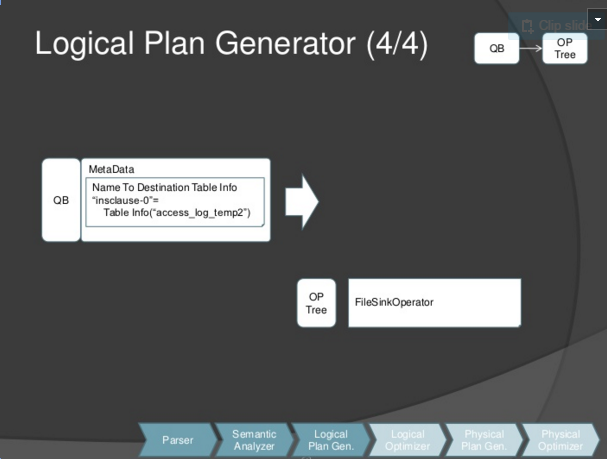 Clip slide
Logical Plan Generator (4/4)
QB
OP
Tree
MetaData
QB
Name To Destination Table Info
“insclause-0”=
Table Info(“access_log_temp2”)
OP
Tree
FileSinkOperator
Parser
Semantic
Analyzer
Logical
Plan Gen.
Logical
Optimizer
Physical
Plan Gen.
Physical
Optimizer